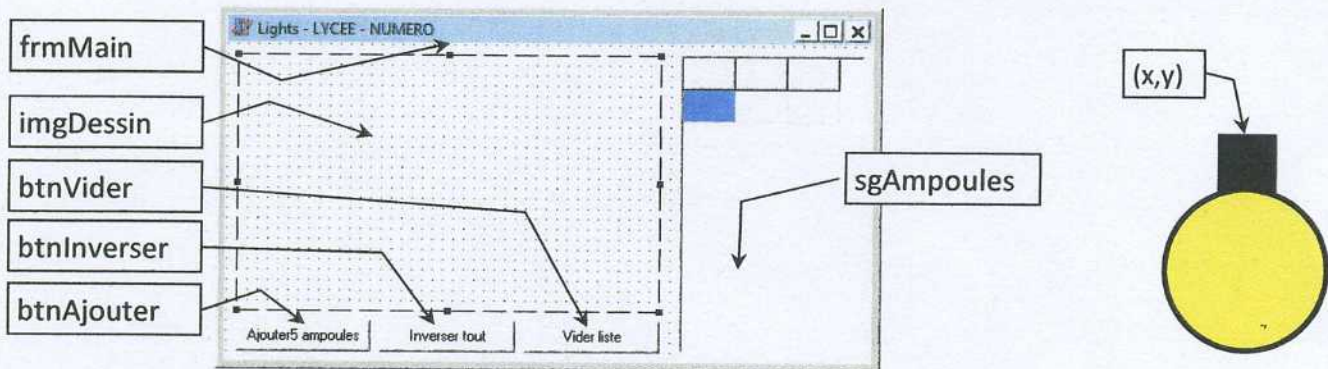 frmMain
imgDessin
btnVider
btnInverser
btnAjouter
Lights - LYCEE - NUMERO
Ajouter5 ampoules
Inverser tout
Vider liste
sgAmpoules
(x,y)